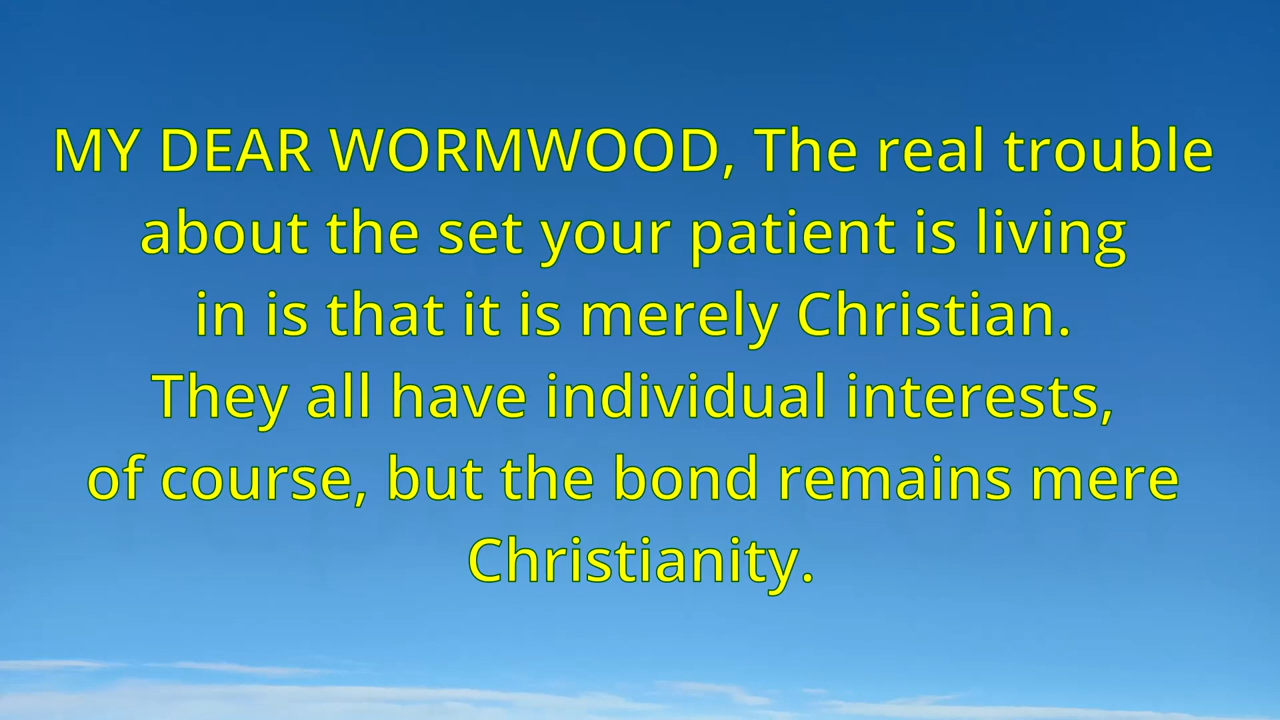 MY DEAR WORMWOOD, The real trouble
about the set your patient is living
in is that it is merely Christian.
They all have individual interests,
of course, but the bond remains mere
Christianity.